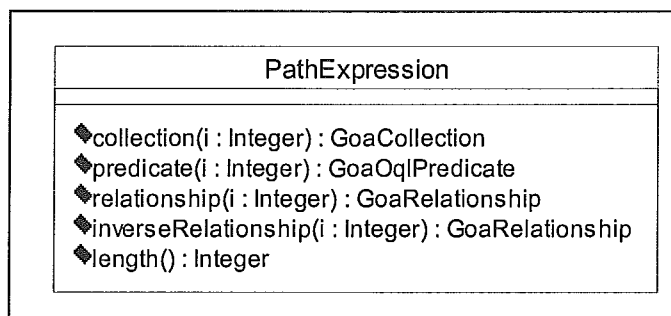 PathExpression
collection(i : Integer) : GoaCollection
predicate(i : Integer) : GoaOqlPredicate
relationship(i : Integer) : GoaRelationship
inverseRelationship(i : Integer) : GoaRelationship
length() : Integer